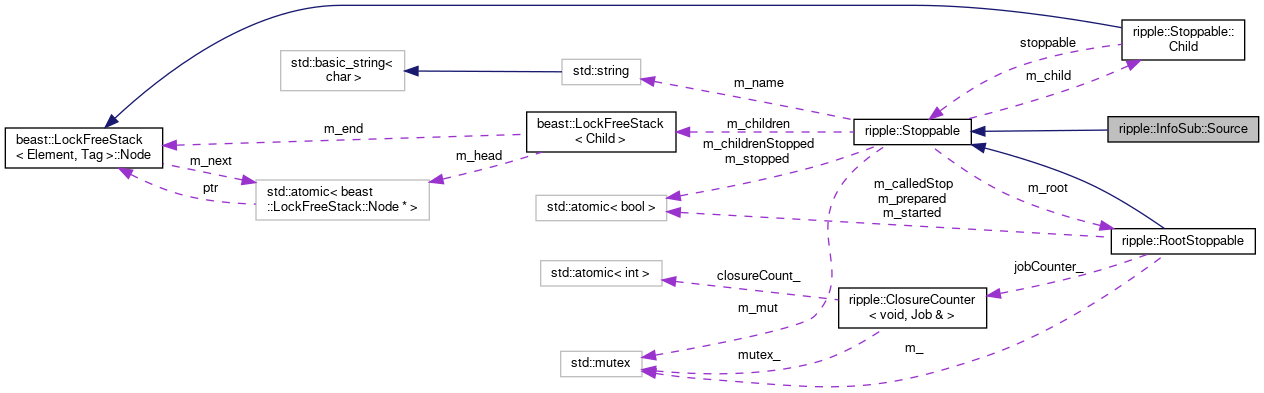 ripple::Stoppable::
Child
stoppable
m_child
std::basic_string<
char >
std::string
m_name
beast::LockFreeStack
< Element, Tag >::Node
m_end
beast::LockFreeStack
< Child >
m_children
ripple::Stoppable
ripple::InfoSub::Source
m_childrenStopped
m_stopped
m_head
m_next
ptr
std::atomic< beast
::LockFreeStack::Node * >
std::atomic< bool >
m_calledStop
m_prepared
m_started
m_root
ripple::RootStoppable
std::atomic< int >
closureCount_
jobCounter_
ripple::ClosureCounter
< void, Job & >
m_mut
std::mutex
mutex_
m_